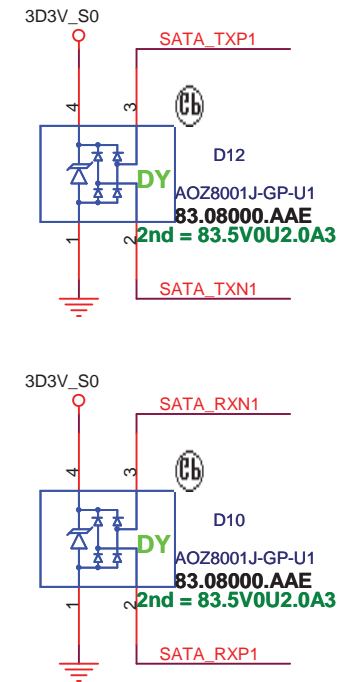 3D3V_S0
SATA_TXP1
4
3
D12
DY
AOZ8001J-GP-U1
83.08000.AAE
2nd = 83.5V0U2.0A3
1
2
SATA_TXN1
3D3V_S0
SATA_RXN1
4
3
D10
DY
AOZ8001J-GP-U1
83.08000.AAE
2nd = 83.5V0U2.0A3
1
2
SATA_RXP1